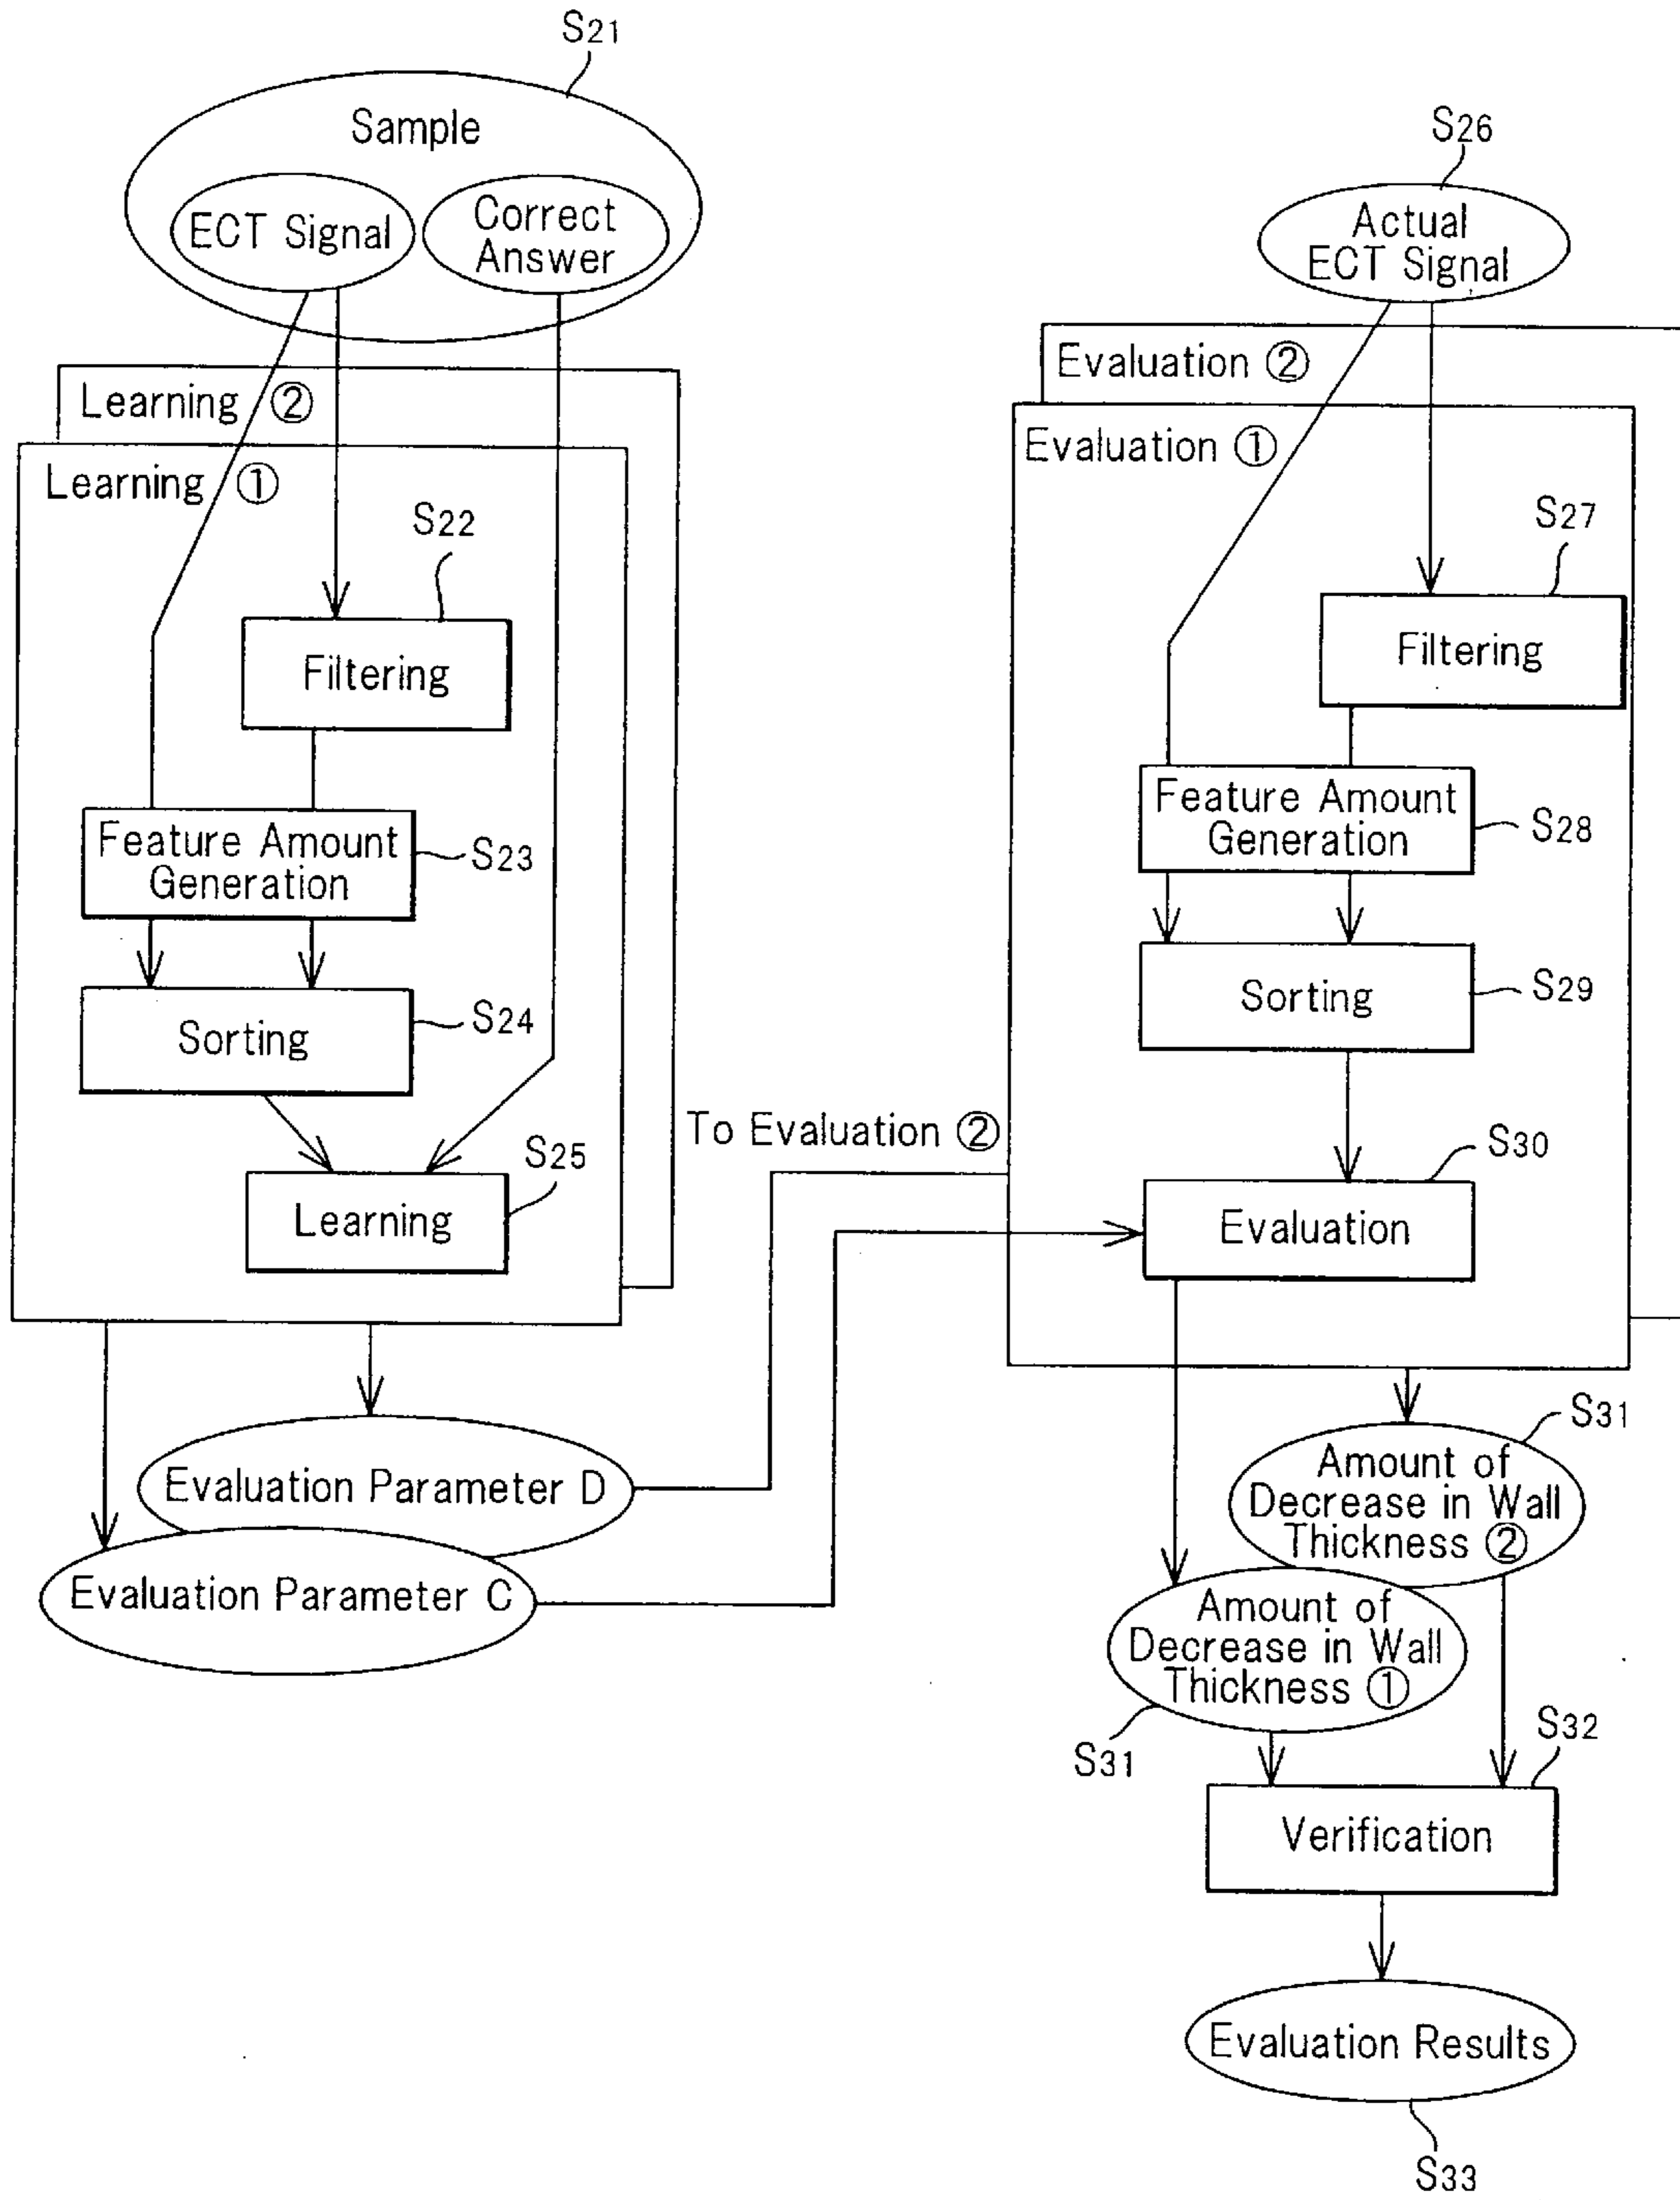 S21
Sample
ECT Signal
Correct
Answer
Learning ②
Learning ①
S22
Filtering
Feature Amount
Generation
S23
Sorting
S24
S25
Learning
Evaluation Parameter D
Evaluation Parameter C
To Evaluation ②
S26
Actual
ECT Signal
Evaluation ②
Evaluation ①
S27
Filtering
Feature Amount
Generation
S28
Sorting
S29
S30
Evaluation
S31
Amount of
Decrease in Wall
Thickness ②
Amount of
Decrease in Wall
Thickness ①
S31
S32
Verification
Evaluation Results
S33